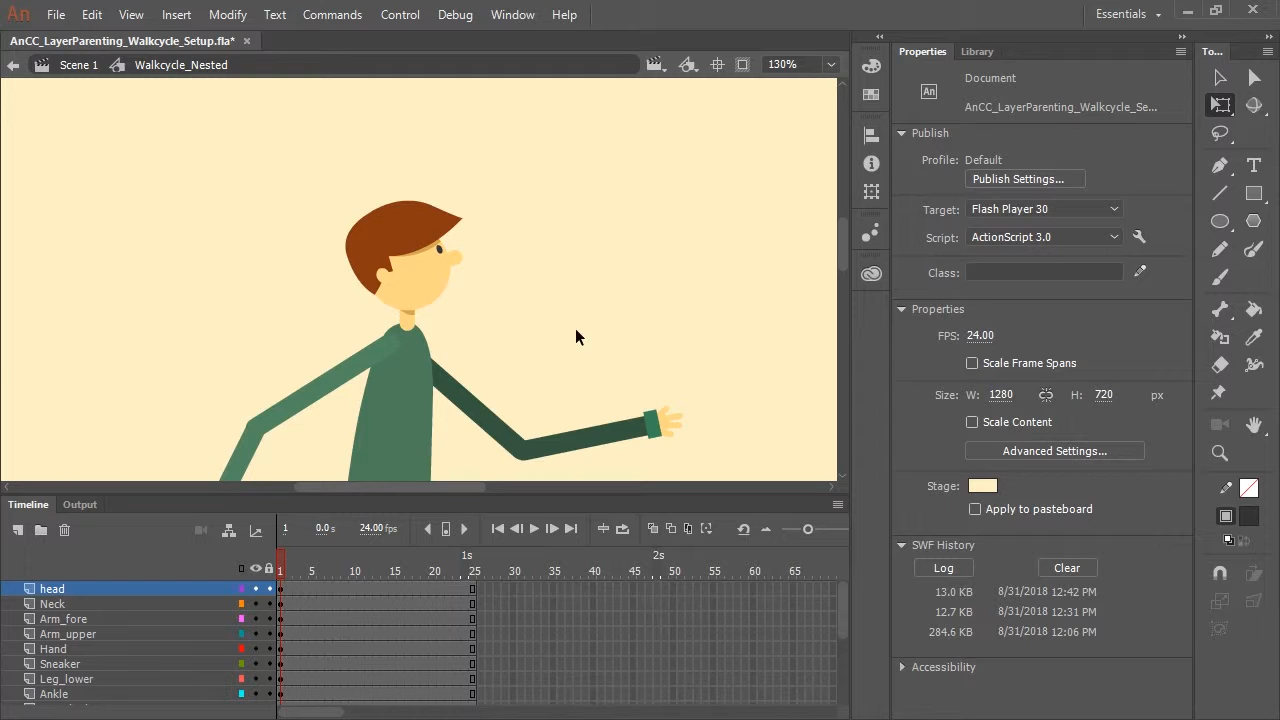 An File Edit View Insert Modify Text Commands Control Debug Window Help Essentials
AnCC_LayerParenting_Walkcycle_Setup.fla* ×
Scene 1 Walkcycle_Nested 130%
Properties Library To...
Document
An AnCC_LayerParenting_Walkcycle_Se...
Publish
Profile: Default
Publish Settings...
Target: Flash Player 30
Script: ActionScript 3.0
Class:
Properties
FPS: 24.00
Scale Frame Spans
Size: W: 1280 H: 720 px
Scale Content
Advanced Settings...
Stage:
Apply to pasteboard
SWF History
Log Clear
13.0 KB 8/31/2018 12:42 PM
12.7 KB 8/31/2018 12:31 PM
284.6 KB 8/31/2018 12:06 PM
Accessibility
Timeline Output
1 0.0 s 24.00 fps
1s 2s
1 5 10 15 20 25 30 35 40 45 50 55 60 65
head
Neck
Arm_fore
Arm_upper
Hand
Sneaker
Leg_lower
Ankle